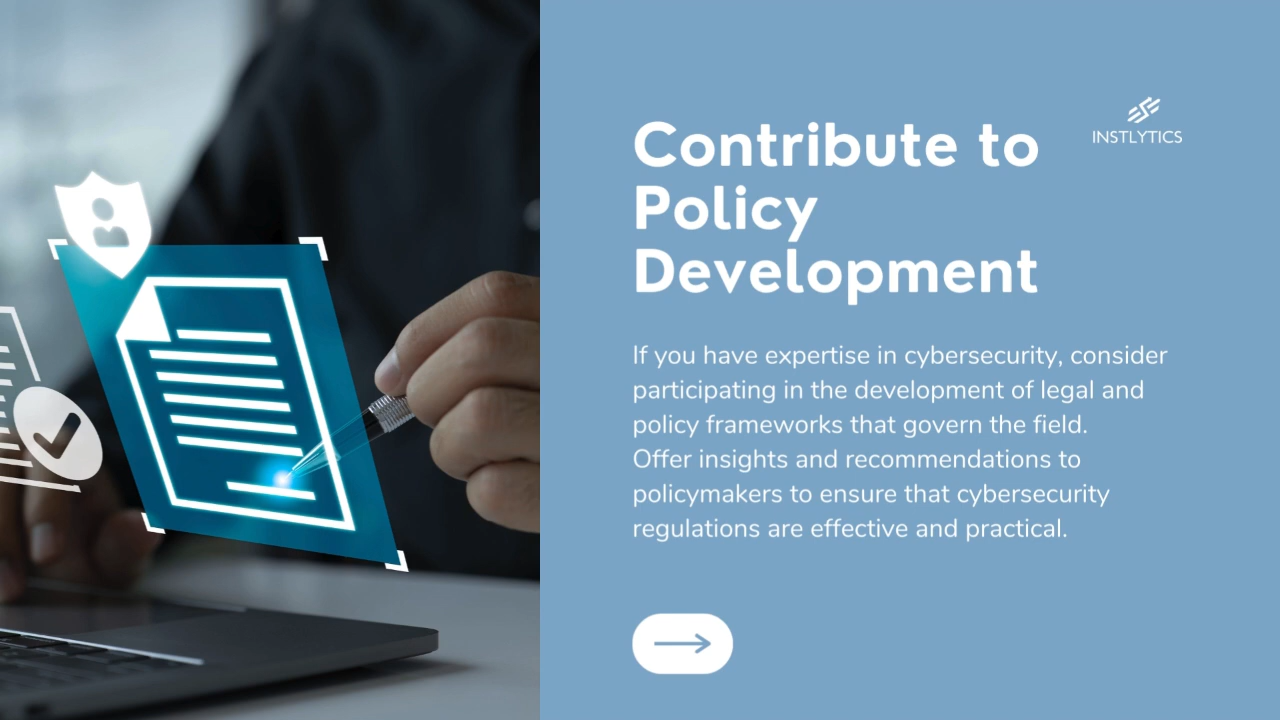 Contribute to
Policy
Development
INSTLYTICS
If you have expertise in cybersecurity, consider
participating in the development of legal and
policy frameworks that govern the field.
Offer insights and recommendations to
policymakers to ensure that cybersecurity
regulations are effective and practical.